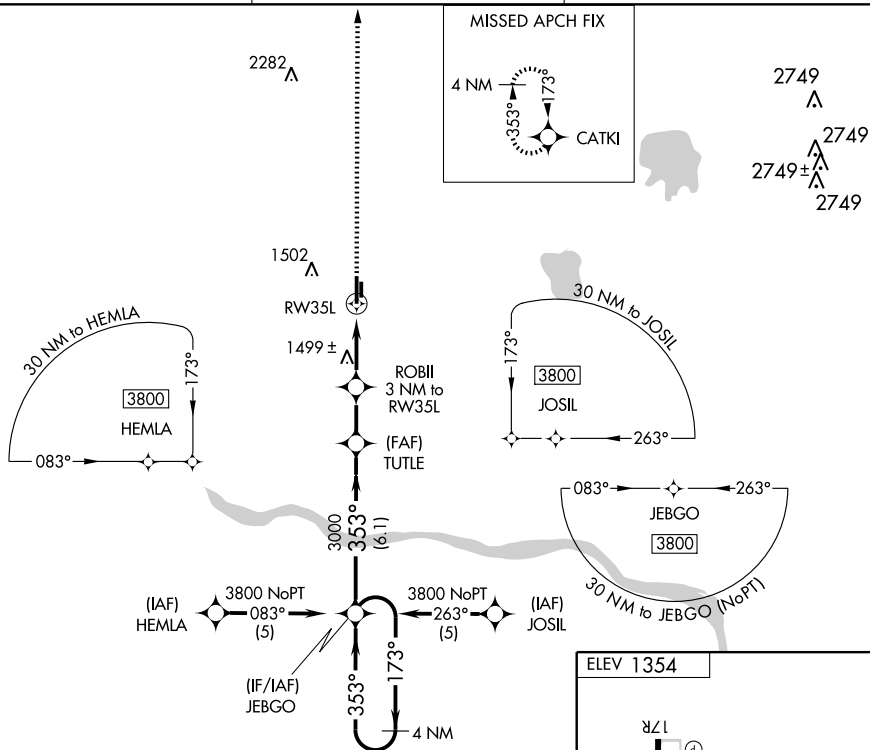 MISSED APCH FIX
4 NM
353°
173°
CATKI
2282
2749
2749
2749 ±
2749
1502
RW35L
1499 ±
ROBII
3 NM to
RW35L
(FAF)
TUTLE
30 NM to HEMLA
173°
3800
HEMLA
083°
30 NM to JOSIL
173°
3800
JOSIL
263°
083°
263°
JEBGO
3800
30 NM to JEBGO (NoPT)
3000
353°
(6.1)
(IAF)
HEMLA
3800 NoPT
083°
(5)
3800 NoPT
263°
(5)
(IAF)
JOSIL
(IF/IAF)
JEBGO
353°
173°
4 NM
ELEV 1354
17R
P